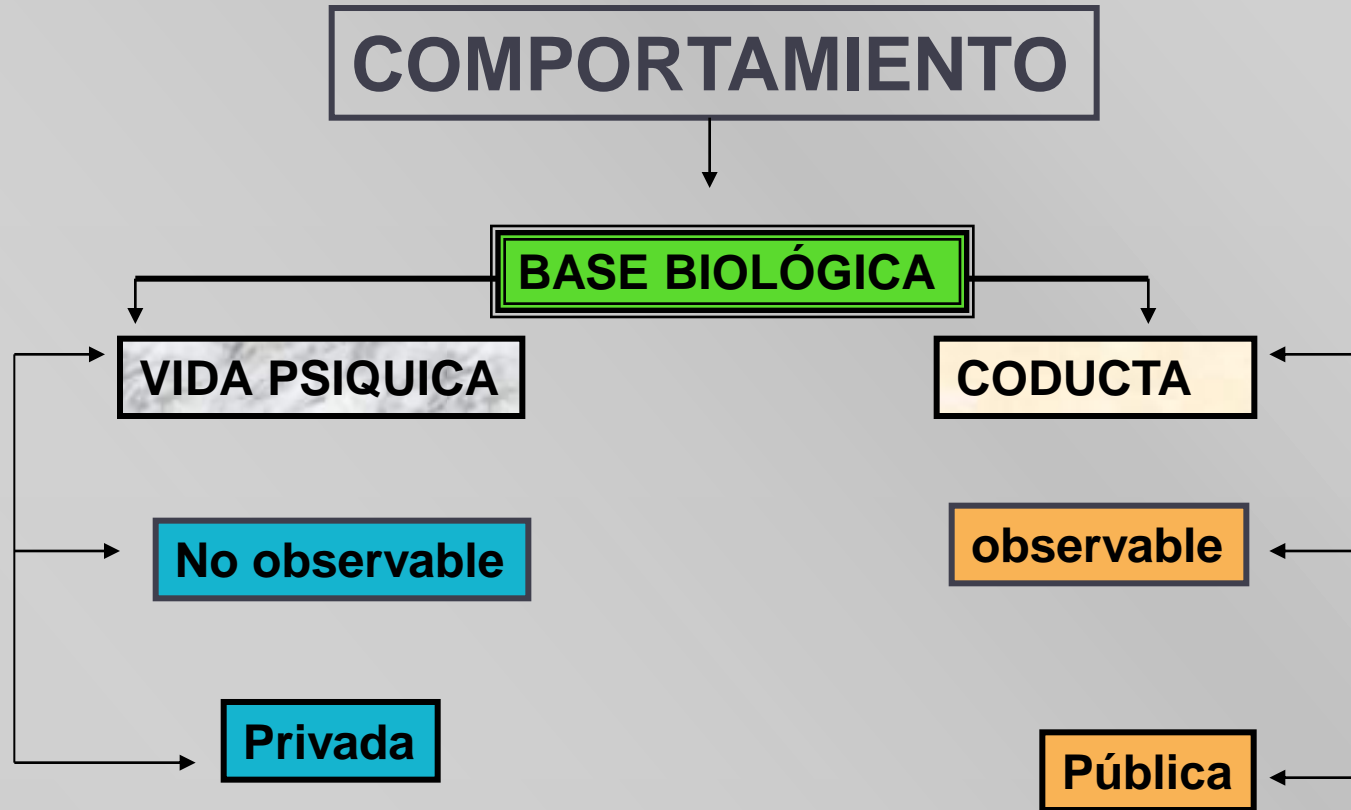 COMPORTAMIENTO
BASE BIOLÓGICA
VIDA PSIQUICA
CODUCTA
No observable
observable
Privada
Pública